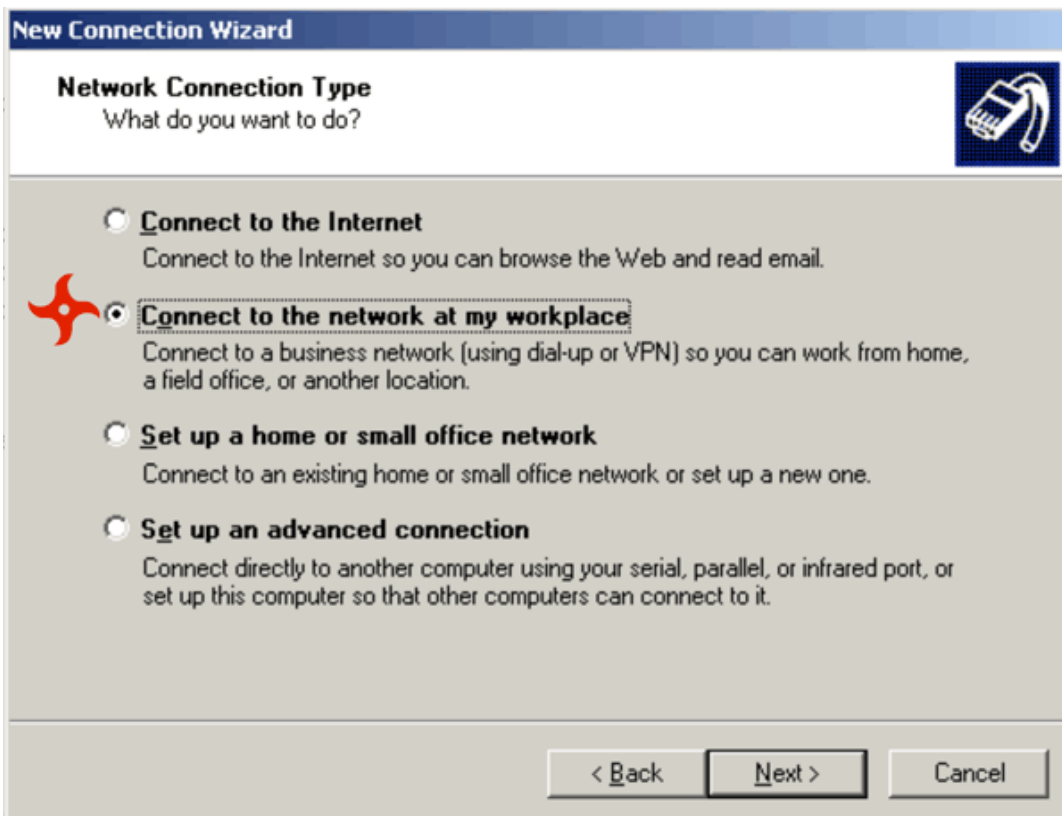 New Connection Wizard
Network Connection Type
What do you want to do?
Connect to the Internet
Connect to the Internet so you can browse the Web and read email.
Connect to the network at my workplace
Connect to a business network (using dial-up or VPN) so you can work from home,
a field office, or another location.
Set up a home or small office network
Connect to an existing home or small office network or set up a new one.
Set up an advanced connection
Connect directly to another computer using your serial, parallel, or infrared port, or
set up this computer so that other computers can connect to it.
< Back Next > Cancel